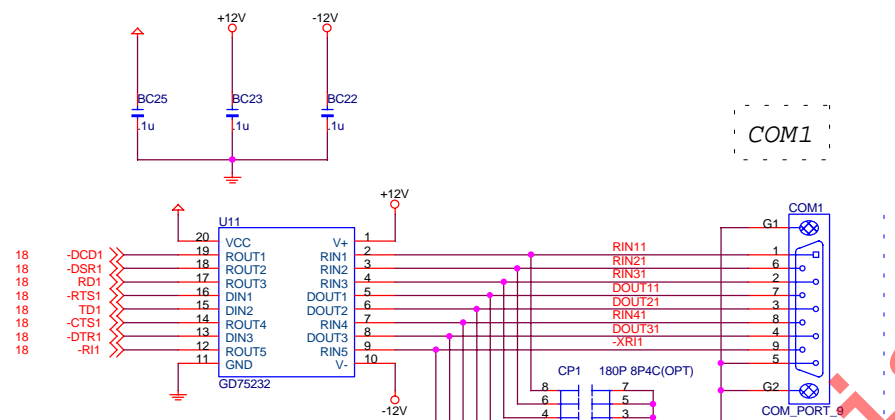 +12V -12V
BC25 BC23 BC22
.1u .1u .1u
COM1
+12V COM1
U11 G1
20 VCC V+ 1
18 -DCD1 19 ROUT1 RIN1 2 RIN11 1
18 -DSR1 18 ROUT2 RIN2 3 RIN21 6
18 RD1 17 ROUT3 RIN3 4 RIN31 2
18 -RTS1 16 DIN1 DOUT1 5 DOUT11 7
18 TD1 15 DIN2 DOUT2 6 DOUT21 3
18 -CTS1 14 ROUT4 RIN4 7 RIN41 8
18 -DTR1 13 DIN3 DOUT3 8 DOUT31 4
18 -RI1 12 ROUT5 RIN5 9 -XRI1 9
11 GND V- 10 5
GD75232 CP1 180P 8P4C(OPT)
8 7 G2
6 5
-12V 4 3 COM_PORT_9